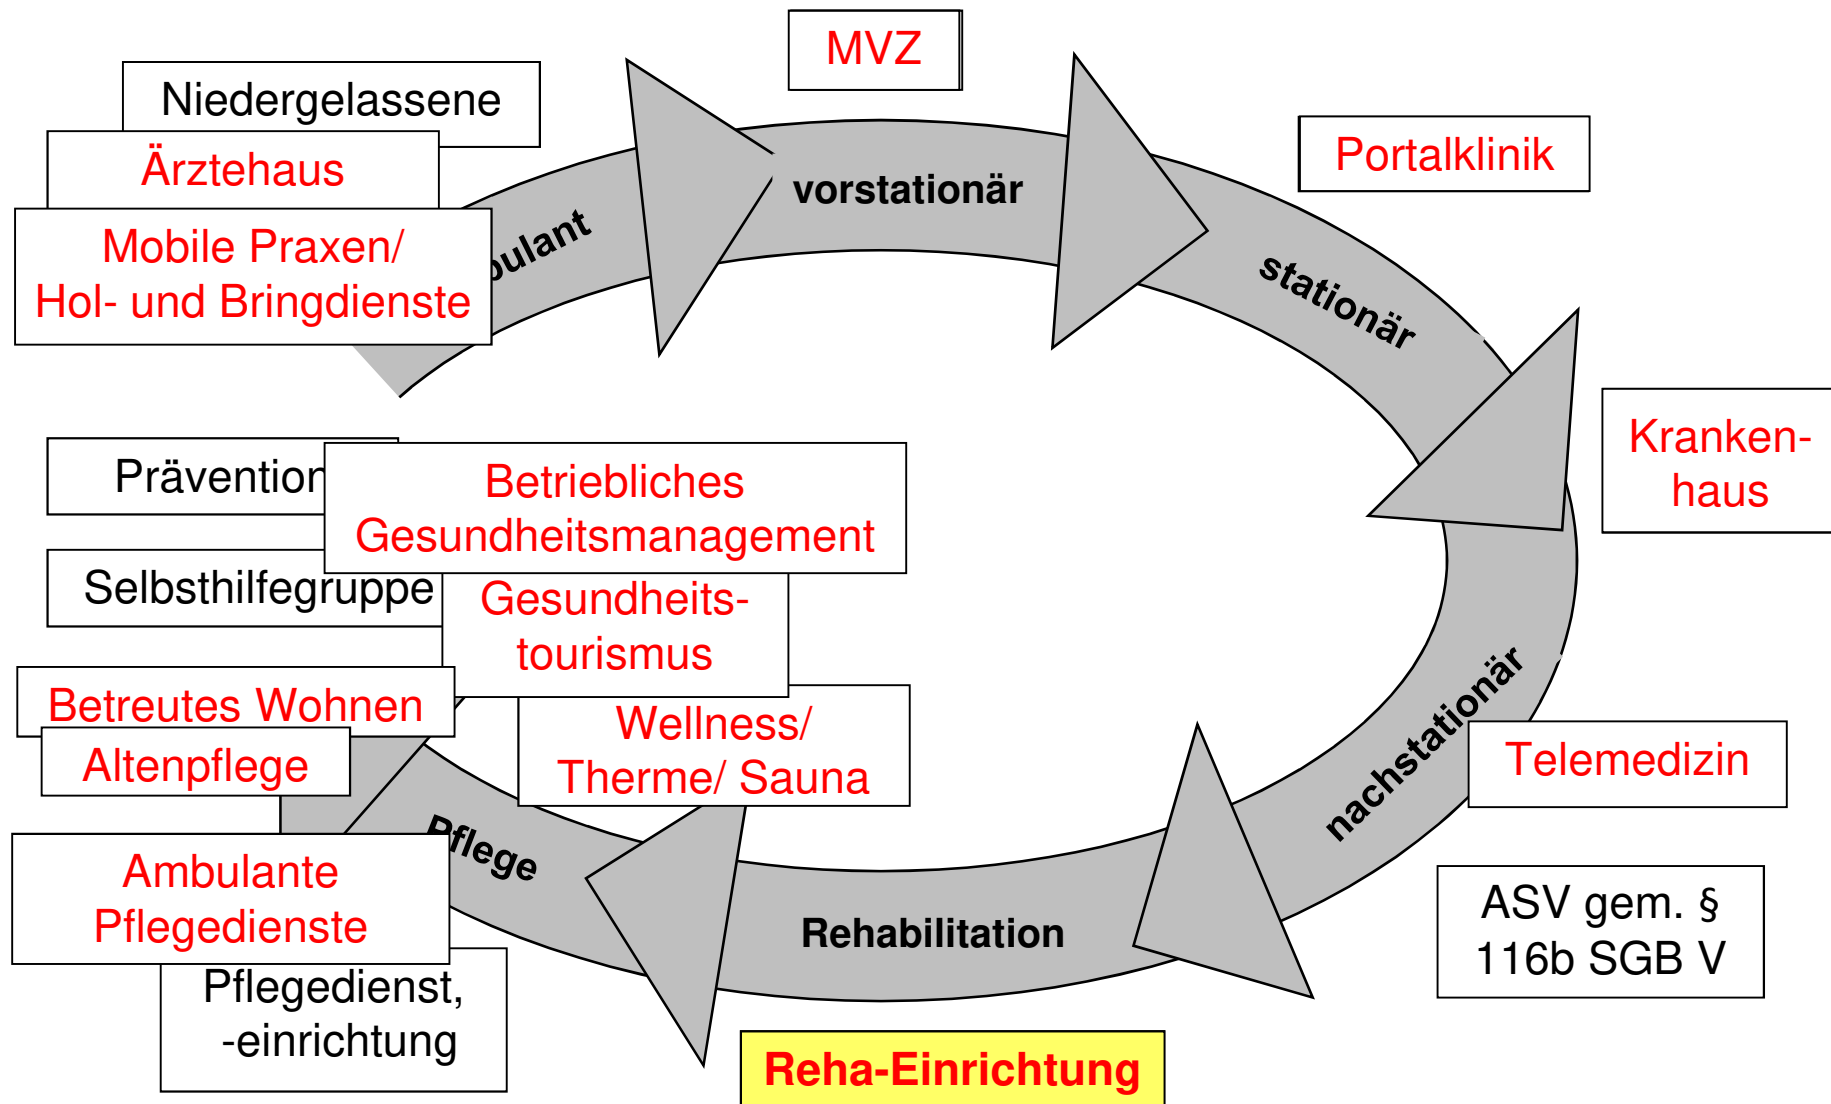 MVZ
Niedergelassene
Ärztehaus
Mobile Praxen/
Hol- und Bringdienste
bulant
vorstationär
Portalklinik
stationär
Kranken-
haus
Prävention
Betriebliches
Gesundheitsmanagement
Selbsthilfegruppe
Gesundheits-
tourismus
Betreutes Wohnen
Altenpflege
Wellness/
Therme/ Sauna
nachstationär
Telemedizin
Pflege
Ambulante
Pflegedienste
Pflegedienst,
-einrichtung
Rehabilitation
ASV gem. §
116b SGB V
Reha-Einrichtung